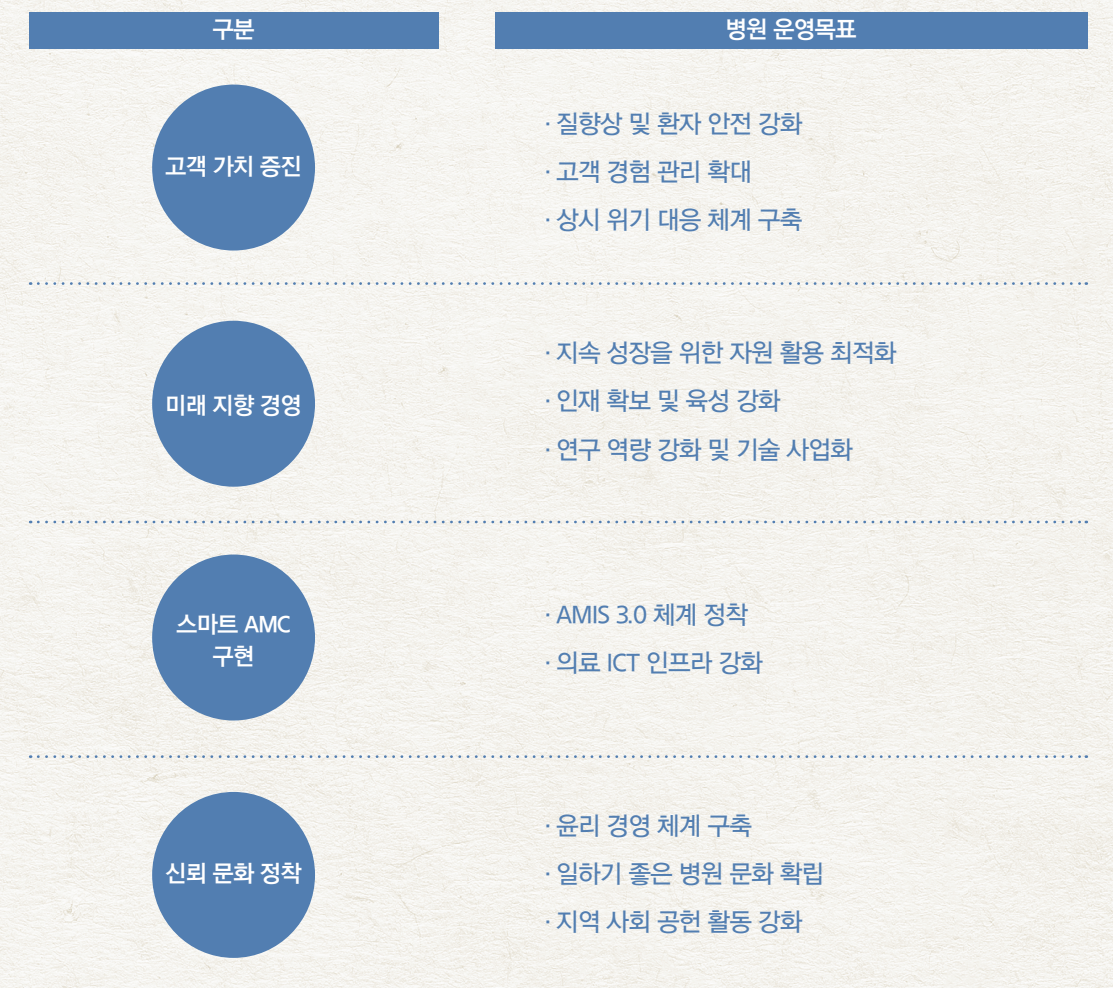 구분
병원 운영목표
고객 가치 증진
· 질향상 및 환자 안전 강화
· 고객 경험 관리 확대
· 상시 위기 대응 체계 구축
미래 지향 경영
· 지속 성장을 위한 자원 활용 최적화
· 인재 확보 및 육성 강화
· 연구 역량 강화 및 기술 사업화
스마트 AMC
구현
· AMIS 3.0 체계 정착
· 의료 ICT 인프라 강화
신뢰 문화 정착
· 윤리 경영 체계 구축
· 일하기 좋은 병원 문화 확립
· 지역 사회 공헌 활동 강화